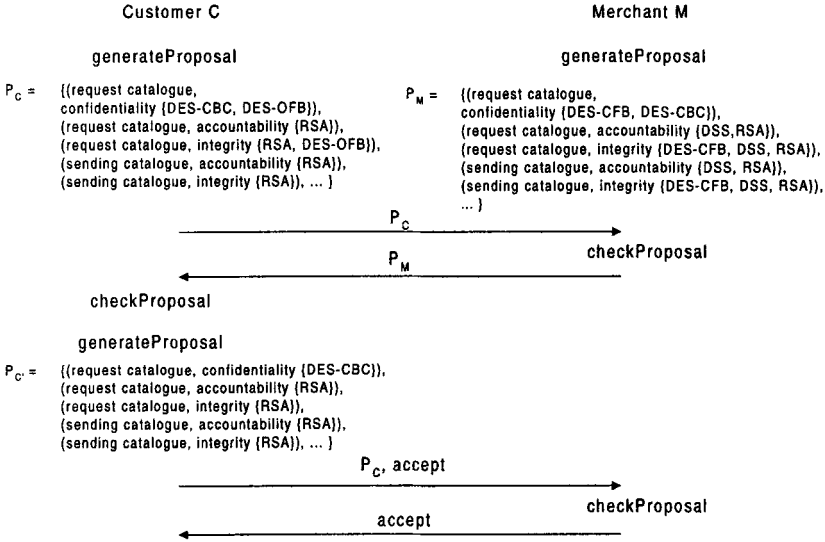 Customer C
Merchant M
generateProposal
generateProposal
P_C = {(request catalogue,
confidentiality {DES-CBC, DES-OFB}),
(request catalogue, accountability {RSA}),
(request catalogue, integrity {RSA, DES-OFB}),
(sending catalogue, accountability {RSA}),
(sending catalogue, integrity {RSA}), ... }
P_M = {(request catalogue,
confidentiality {DES-CFB, DES-CBC}),
(request catalogue, accountability {DSS,RSA}),
(request catalogue, integrity {DES-CFB, DSS, RSA}),
(sending catalogue, accountability {DSS, RSA}),
(sending catalogue, integrity {DES-CFB, DSS, RSA}),
... }
P_C
checkProposal
P_M
checkProposal
generateProposal
P_C' = {(request catalogue, confidentiality {DES-CBC}),
(request catalogue, accountability {RSA}),
(request catalogue, integrity {RSA}),
(sending catalogue, accountability {RSA}),
(sending catalogue, integrity {RSA}), ... }
P_C, accept
checkProposal
accept